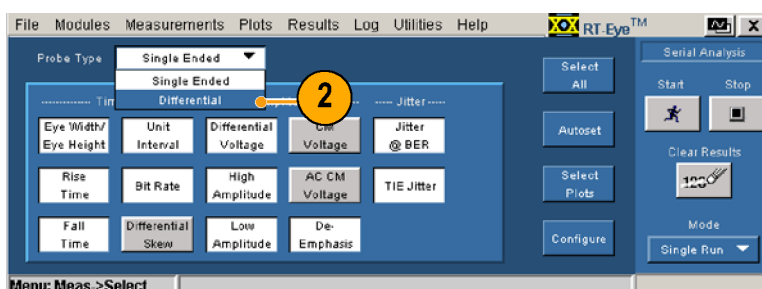 File Modules Measurements Plots Results Log Utilities Help RT-Eye™ X
Probe Type Single Ended
Single Ended
Differential
2
Tim
Jitter
Eye Width/
Eye Height
Unit
Interval
Differential
Voltage
CM
Voltage
Jitter
@ BER
Rise
Time
Bit Rate
High
Amplitude
AC CM
Voltage
TIE Jitter
Fall
Time
Differential
Skew
Low
Amplitude
De-
Emphasis
Select
All
Autoset
Select
Plots
Configure
Serial Analysis
Start Stop
Clear Results
123
Mode
Single Run
Menu: Meas->Select